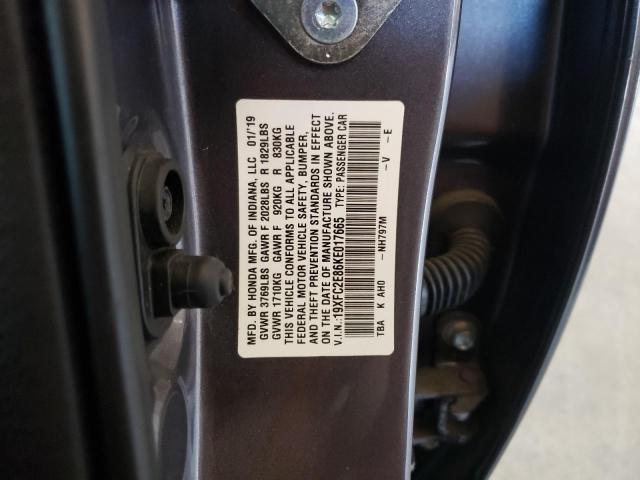 MFD. BY HONDA MFG. OF INDIANA, LLC 01/19
GVWR 3769LBS GAWR F 2028LBS R 1829LBS
GVWR 1710KG GAWR F 920KG R 830KG
THIS VEHICLE CONFORMS TO ALL APPLICABLE
FEDERAL MOTOR VEHICLE SAFETY, BUMPER,
AND THEFT PREVENTION STANDARDS IN EFFECT
ON THE DATE OF MANUFACTURE SHOWN ABOVE.
V.I.N.:19XFC2E86KE017665 TYPE: PASSENGER CAR
TBA K AH0 -NH797M -V -E